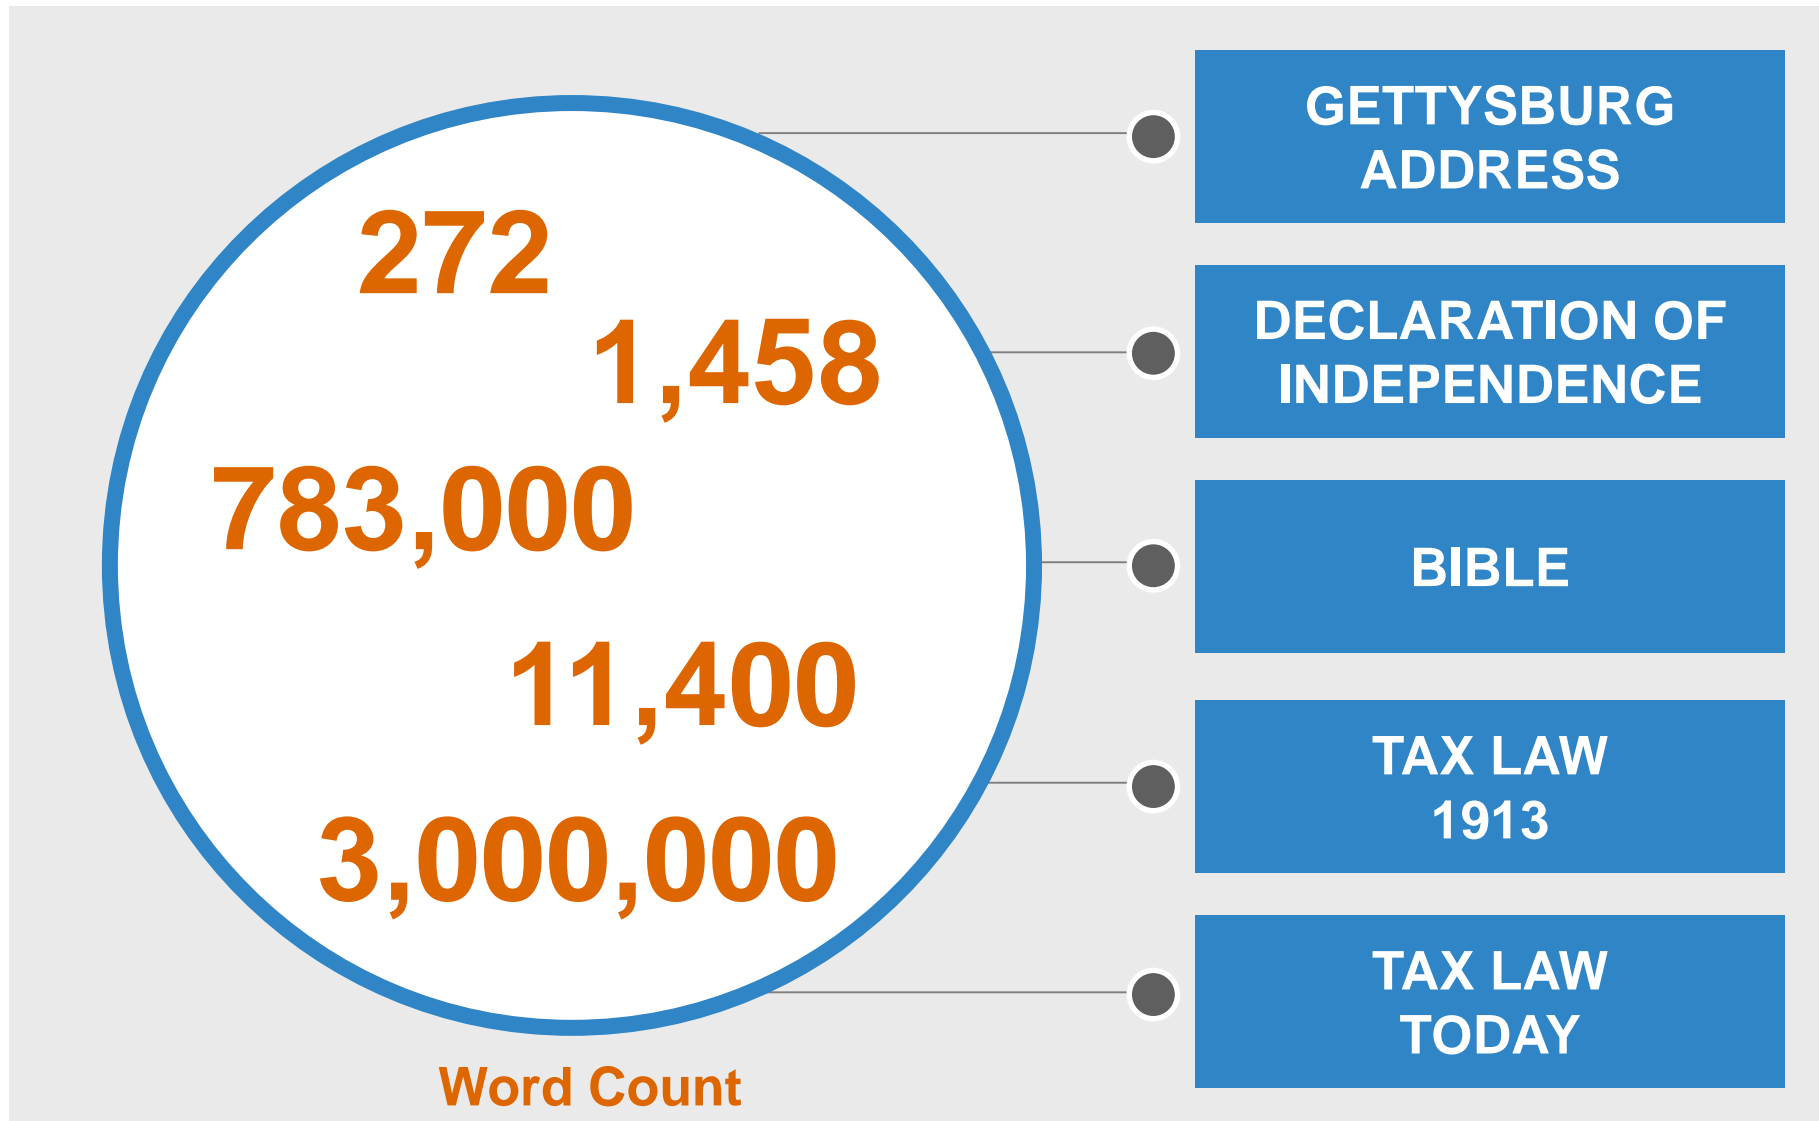 272
1,458
783,000
11,400
3,000,000
Word Count
GETTYSBURG
ADDRESS
DECLARATION OF
INDEPENDENCE
BIBLE
TAX LAW
1913
TAX LAW
TODAY